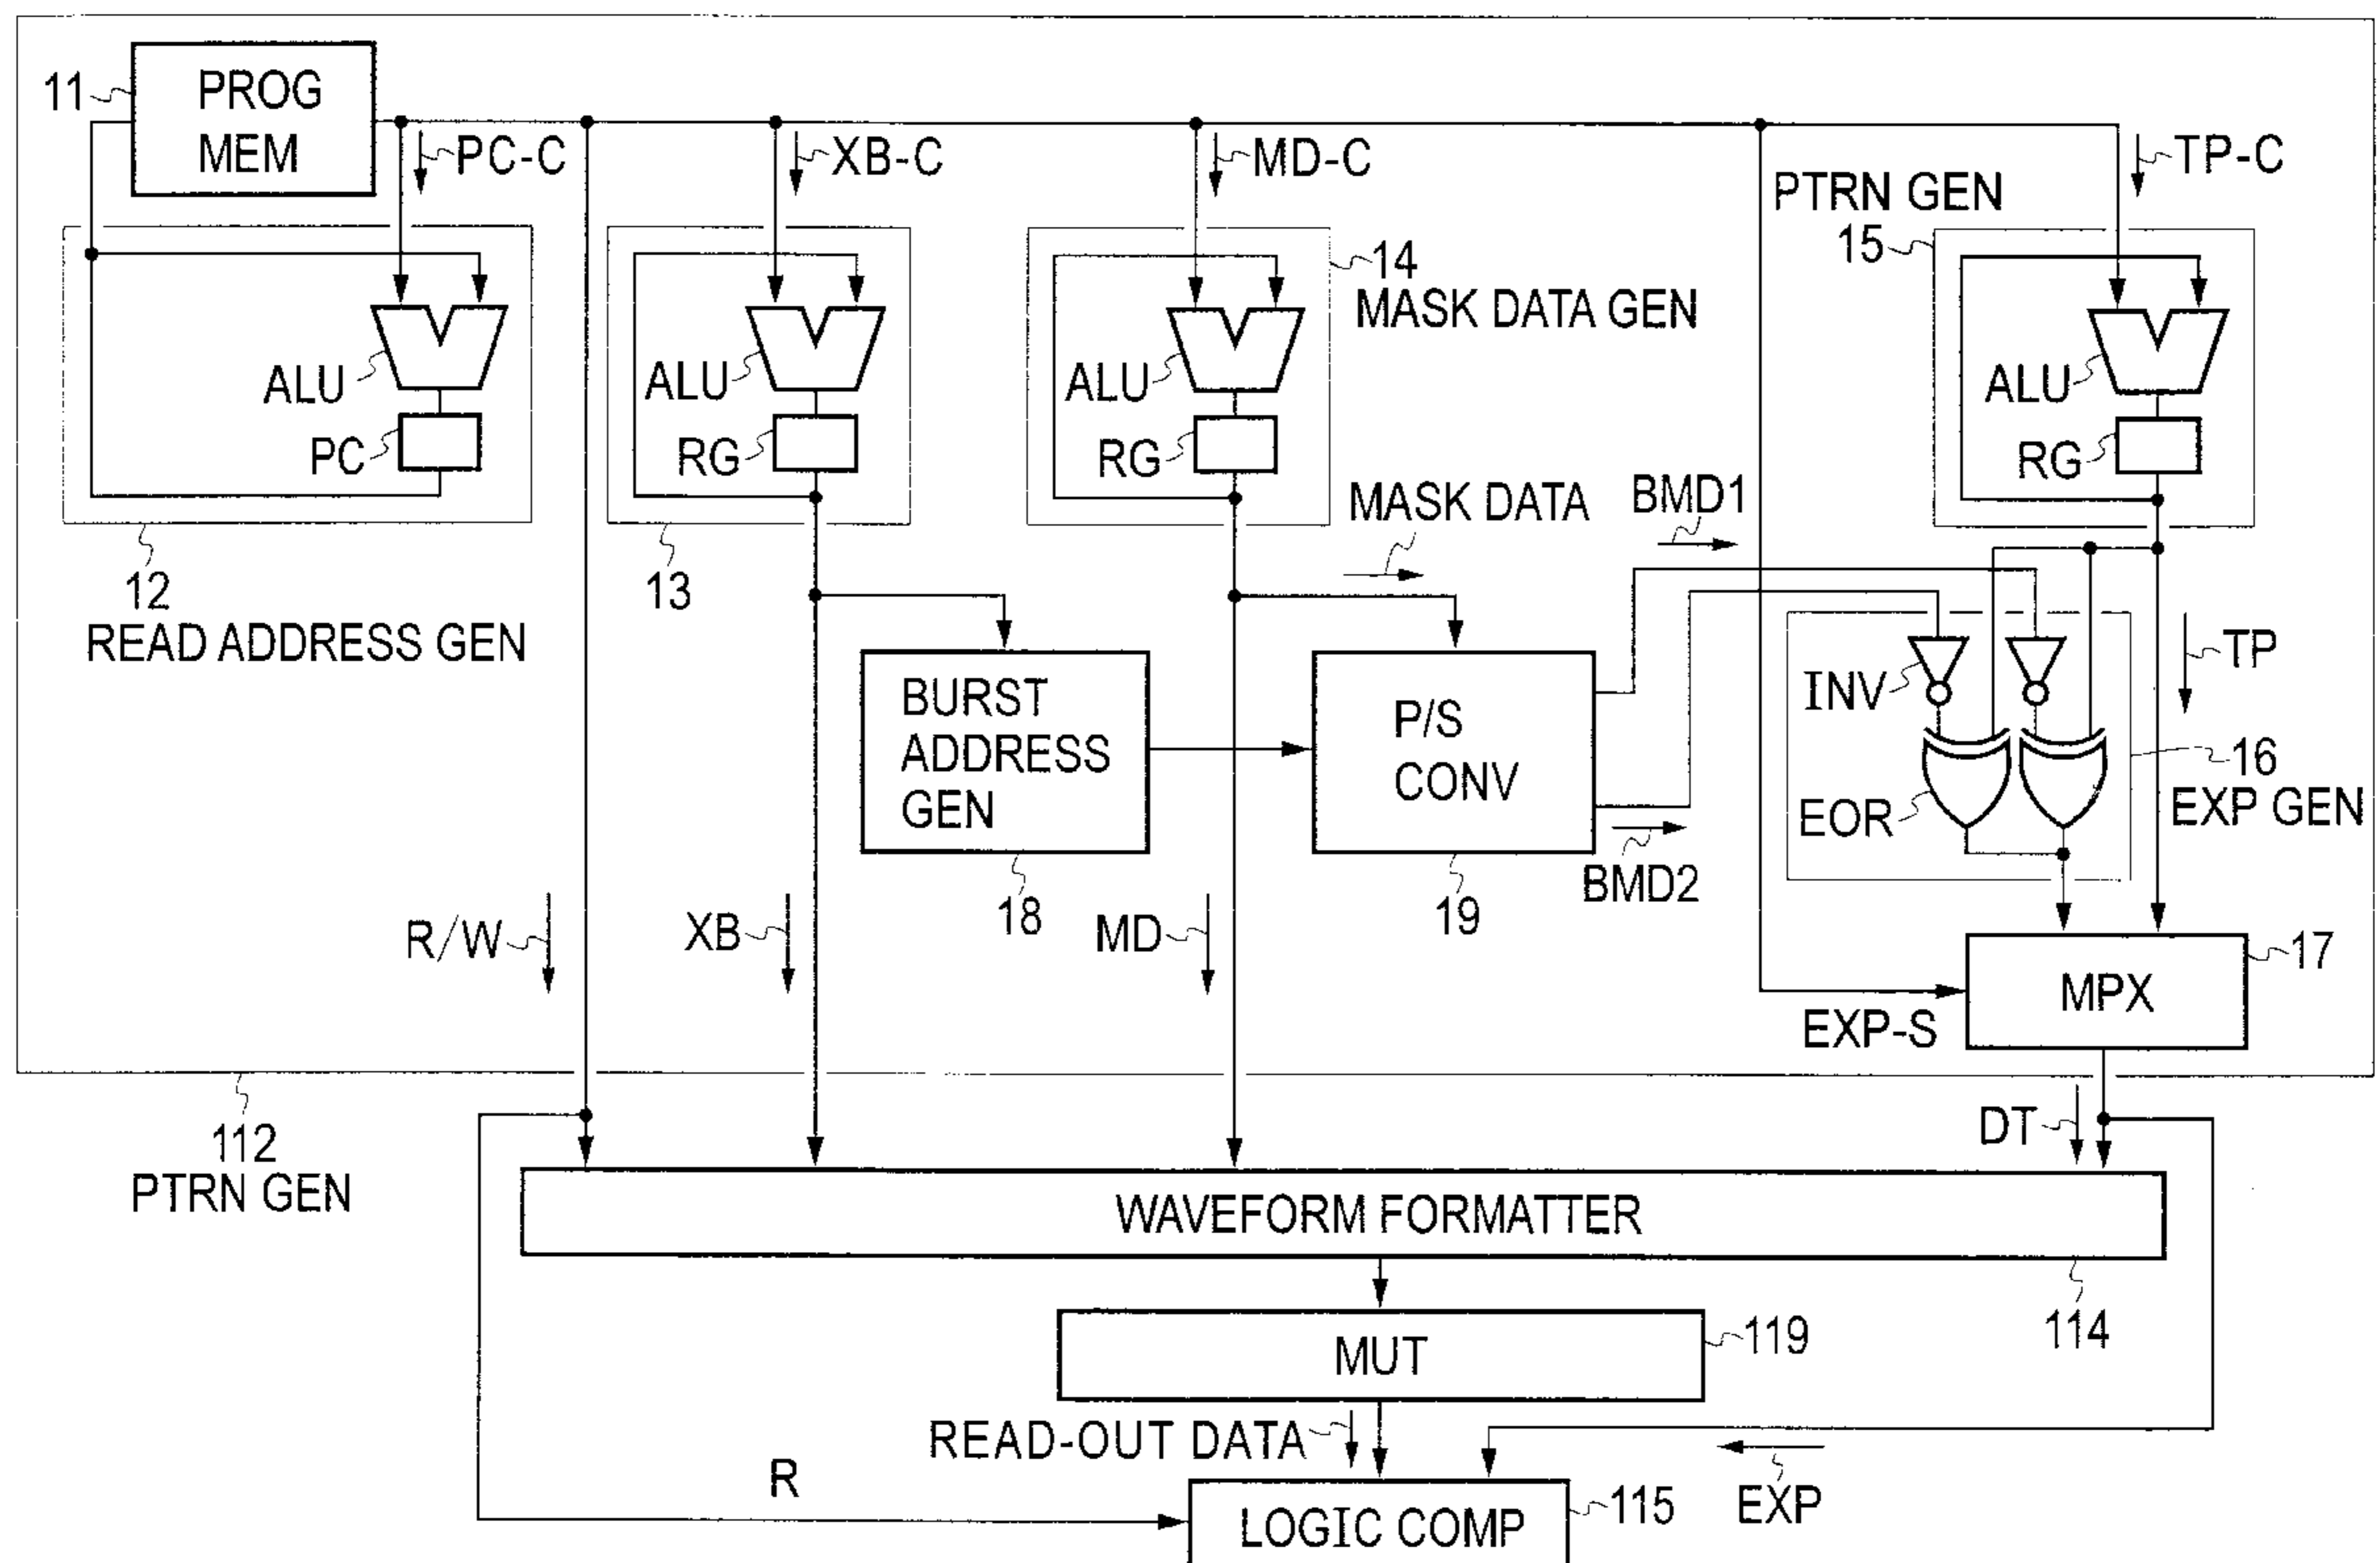 11
PROG
MEM
PC-C
XB-C
MD-C
TP-C
PTRN GEN
15
14
MASK DATA GEN
ALU
PC
ALU
RG
ALU
RG
ALU
RG
12
READ ADDRESS GEN
13
MASK DATA
BMD1
BURST
ADDRESS
GEN
18
P/S
CONV
19
BMD2
INV
EOR
TP
16
EXP GEN
R/W
XB
MD
17
MPX
EXP-S
112
PTRN GEN
DT
WAVEFORM FORMATTER
114
MUT
119
READ-OUT DATA
R
EXP
LOGIC COMP
115